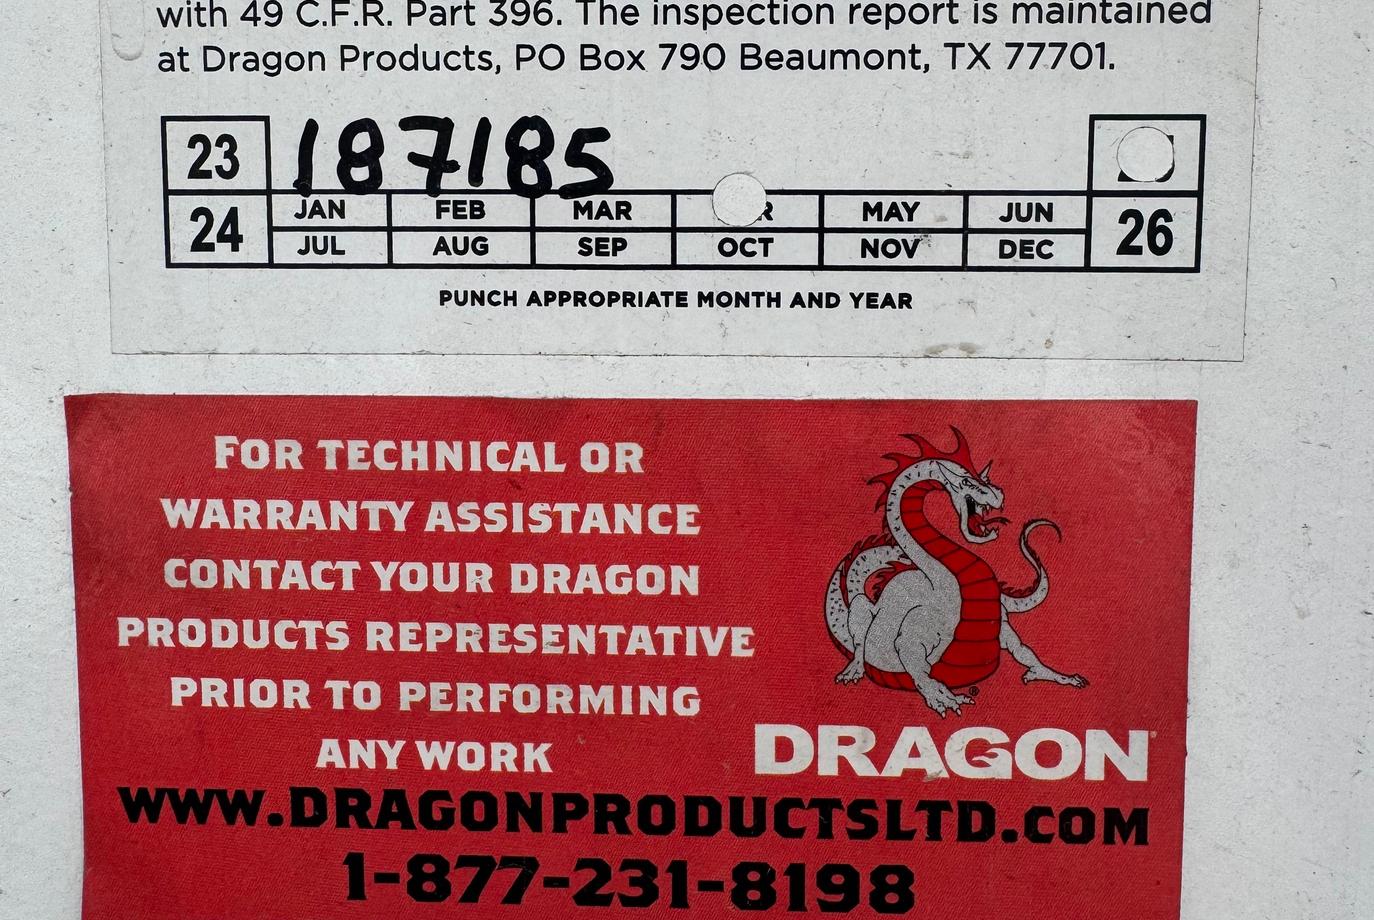 with 49 C.F.R. Part 396. The inspection report is maintained
at Dragon Products, PO Box 790 Beaumont, TX 77701.
23 187185
24 JAN FEB MAR MAY JUN
JUL AUG SEP OCT NOV DEC 26
PUNCH APPROPRIATE MONTH AND YEAR
FOR TECHNICAL OR
WARRANTY ASSISTANCE
CONTACT YOUR DRAGON
PRODUCTS REPRESENTATIVE
PRIOR TO PERFORMING
ANY WORK
®
DRAGON
WWW.DRAGONPRODUCTSLTD.COM
1-877-231-8198